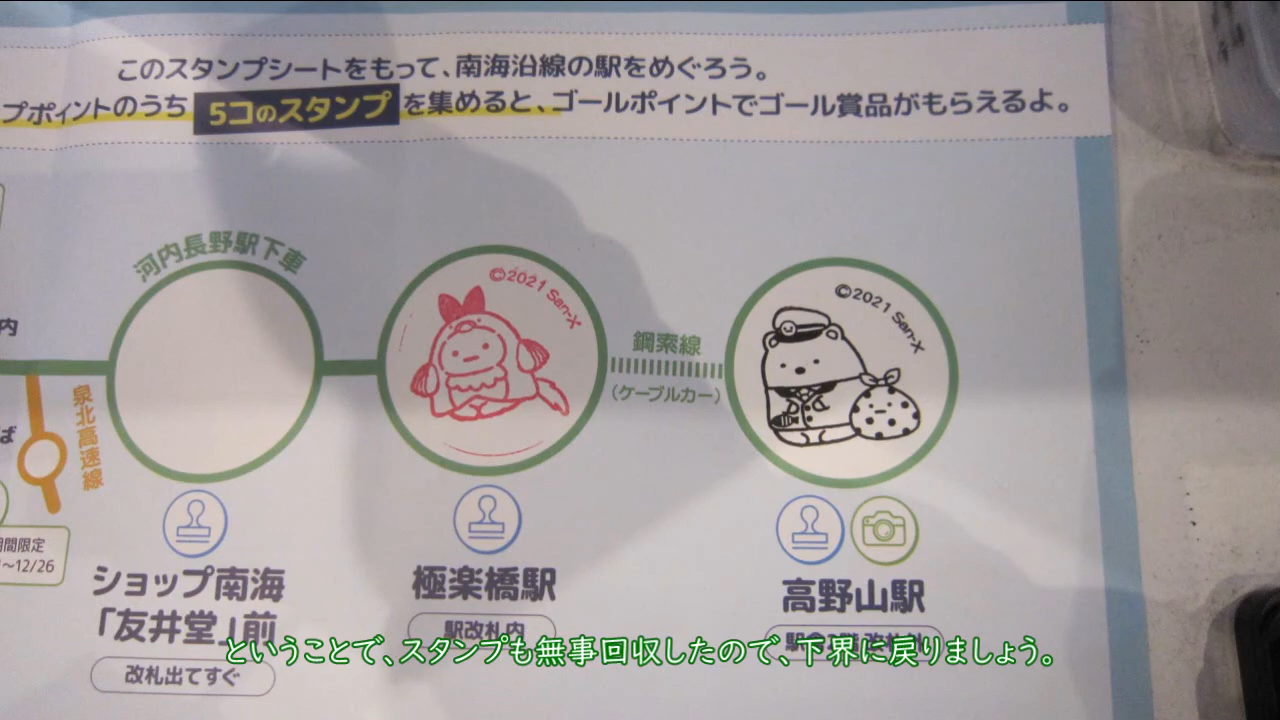 このスタンプシートをもって、南海沿線の駅をめぐろう。
プポイントのうち 5コのスタンプ を集めると、ゴールポイントでゴール賞品がもらえるよ。
河内長野駅下車
©2021 San-X
©2021 San-X
鋼索線
(ケーブルカー)
内
泉北高速線
ば
期間限定
~12/26
ショップ南海
「友井堂」前
改札出てすぐ
極楽橋駅
駅改札内
高野山駅
ということで、スタンプも無事回収したので、下界に戻りましょう。